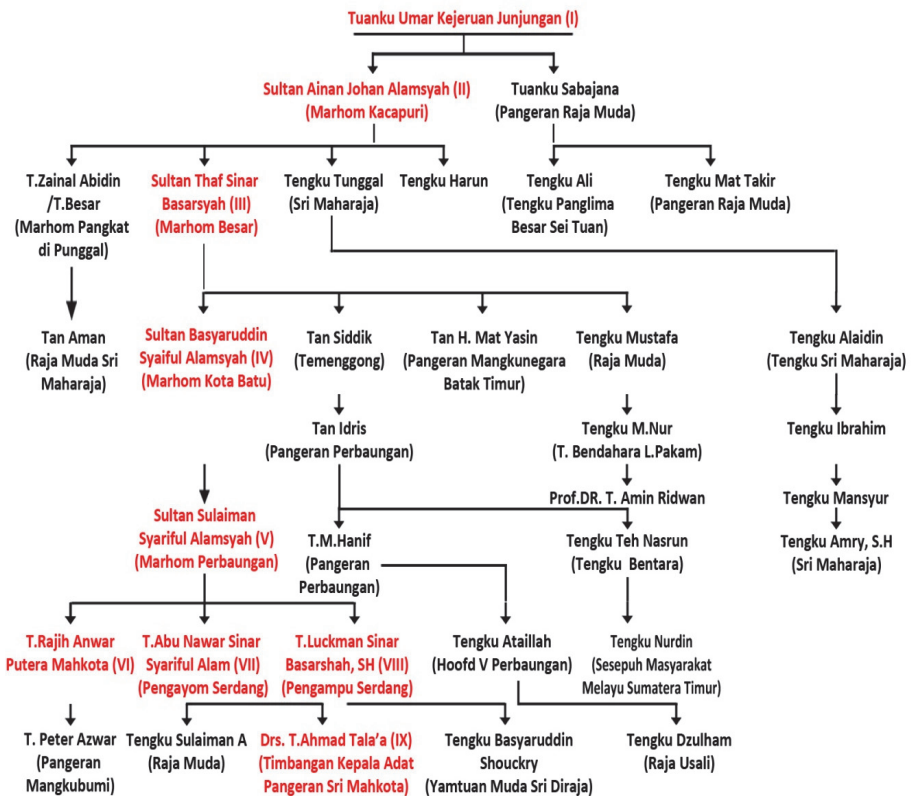 Tuanku Umar Kejeruan Junjungan (I)
Sultan Ainan Johan Alamsyah (II)
(Marhom Kacapuri)
Tuanku Sabajana
(Pangeran Raja Muda)
T.Zainal Abidin
/T.Besar
(Marhom Pangkat
di Punggal)
Sultan Thaf Sinar
Basarsyah (III)
(Marhom Besar)
Tengku Tunggal
(Sri Maharaja)
Tengku Harun
Tengku Ali
(Tengku Panglima
Besar Sei Tuan)
Tengku Mat Takir
(Pangeran Raja Muda)
Tan Aman
(Raja Muda Sri
Maharaja)
Sultan Basyaruddin
Syaiful Alamsyah (IV)
(Marhom Kota Batu)
Tan Siddik
(Temenggong)
Tan H. Mat Yasin
(Pangeran Mangkunegara
Batak Timur)
Tengku Mustafa
(Raja Muda)
Tengku Alaidin
(Tengku Sri Maharaja)
Tan Idris
(Pangeran Perbaungan)
Tengku M.Nur
(T. Bendahara L.Pakam)
Tengku Ibrahim
Prof.DR. T. Amin Ridwan
Tengku Mansyur
Sultan Sulaiman
Syariful Alamsyah (V)
(Marhom Perbaungan)
T.M.Hanif
(Pangeran
Perbaungan)
Tengku Teh Nasrun
(Tengku Bentara)
Tengku Amry, S.H
(Sri Maharaja)
T.Rajih Anwar
Putera Mahkota (VI)
T.Abu Nawar Sinar
Syariful Alam (VII)
(Pengayom Serdang)
T.Luckman Sinar
Basarshah, SH (VIII)
(Pengampu Serdang)
Tengku Ataillah
(Hoofd V Perbaungan)
Tengku Nurdin
(Sesepuh Masyarakat
Melayu Sumatera Timur)
T. Peter Azwar
(Pangeran
Mangkubumi)
Tengku Sulaiman A
(Raja Muda)
Drs. T.Ahmad Tala'a (IX)
(Timbangan Kepala Adat
Pangeran Sri Mahkota)
Tengku Basyaruddin
Shouckry
(Yamtuan Muda Sri Diraja)
Tengku Dzulham
(Raja Usali)